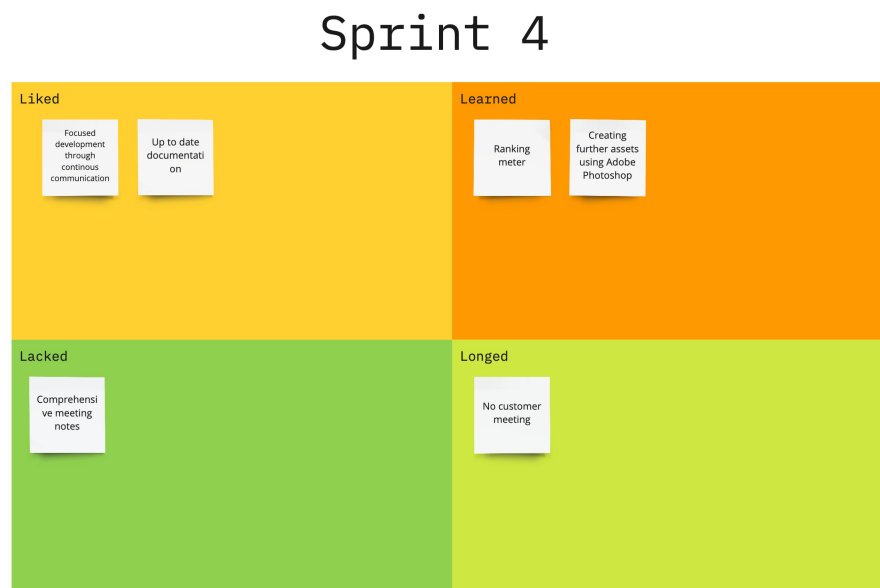 Sprint 4
Liked
Focused
development
through
continous
communication
Up to date
documentati
on
Learned
Ranking
meter
Creating
further assets
using Adobe
Photoshop
Lacked
Comprehensi
ve meeting
notes
Longed
No customer
meeting